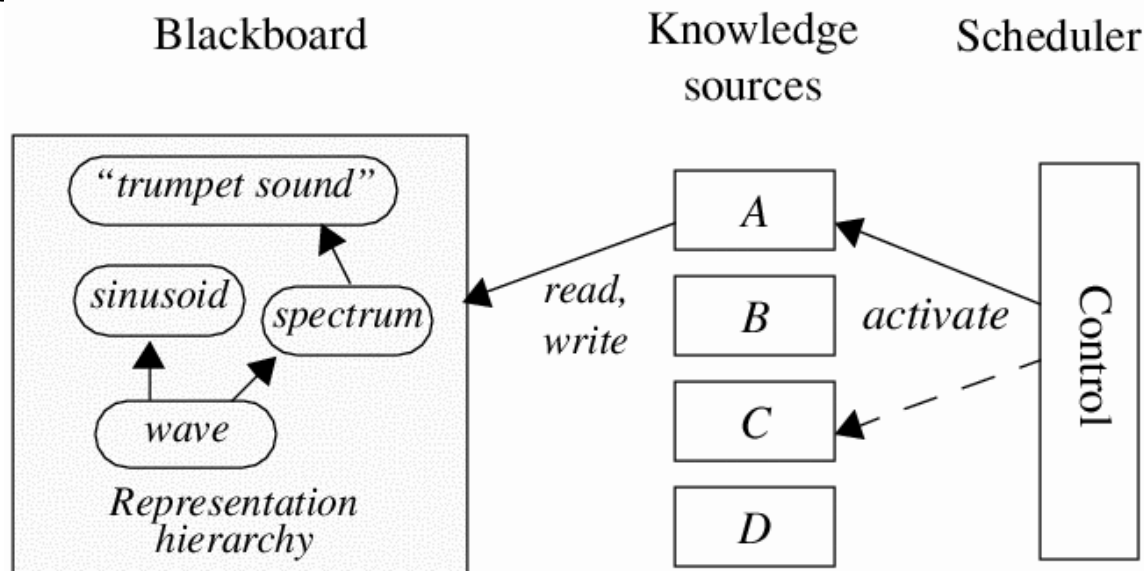 Blackboard
Knowledge
sources
Scheduler
“trumpet sound”
sinusoid
spectrum
wave
Representation
hierarchy
read,
write
A
B
C
D
activate
Control